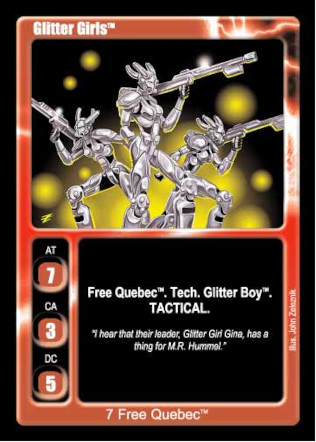 Glitter Girls™
AT
7
CA
3
DC
5
Free Quebec™. Tech. Glitter Boy™.
TACTICAL.
"I hear that their leader, Glitter Girl Gina, has a
thing for M.R. Hummel."
Illus. John Zeleznik
7 Free Quebec™